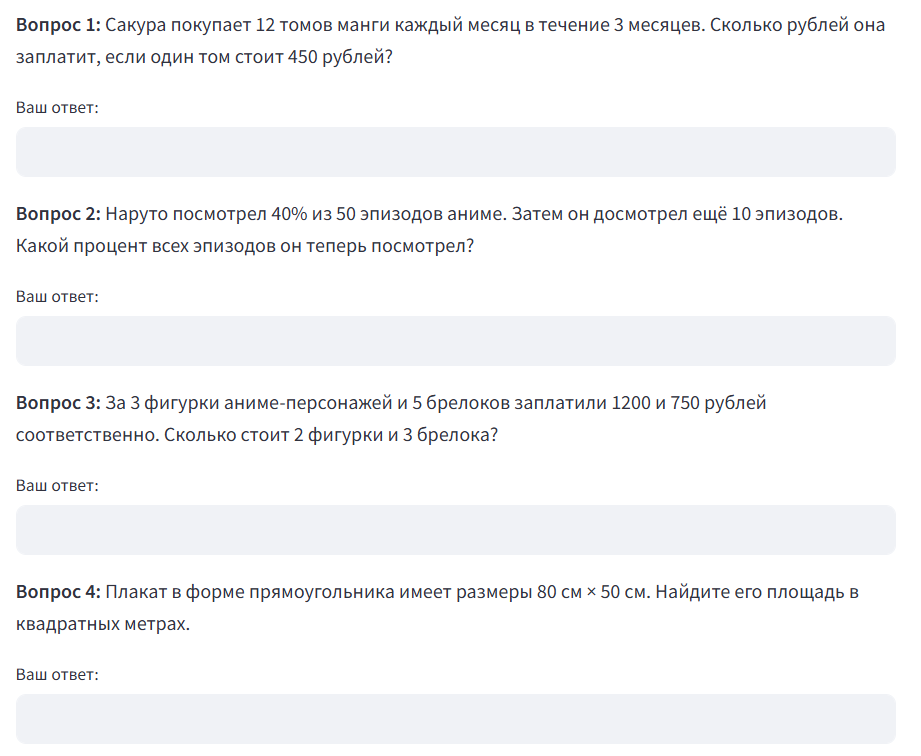 Вопрос 1: Сакура покупает 12 томов манги каждый месяц в течение 3 месяцев. Сколько рублей она
заплатит, если один том стоит 450 рублей?
Ваш ответ:
Вопрос 2: Наруто посмотрел 40% из 50 эпизодов аниме. Затем он досмотрел ещё 10 эпизодов.
Какой процент всех эпизодов он теперь посмотрел?
Ваш ответ:
Вопрос 3: За 3 фигурки аниме-персонажей и 5 брелоков заплатили 1200 и 750 рублей
соответственно. Сколько стоит 2 фигурки и 3 брелока?
Ваш ответ:
Вопрос 4: Плакат в форме прямоугольника имеет размеры 80 см × 50 см. Найдите его площадь в
квадратных метрах.
Ваш ответ: